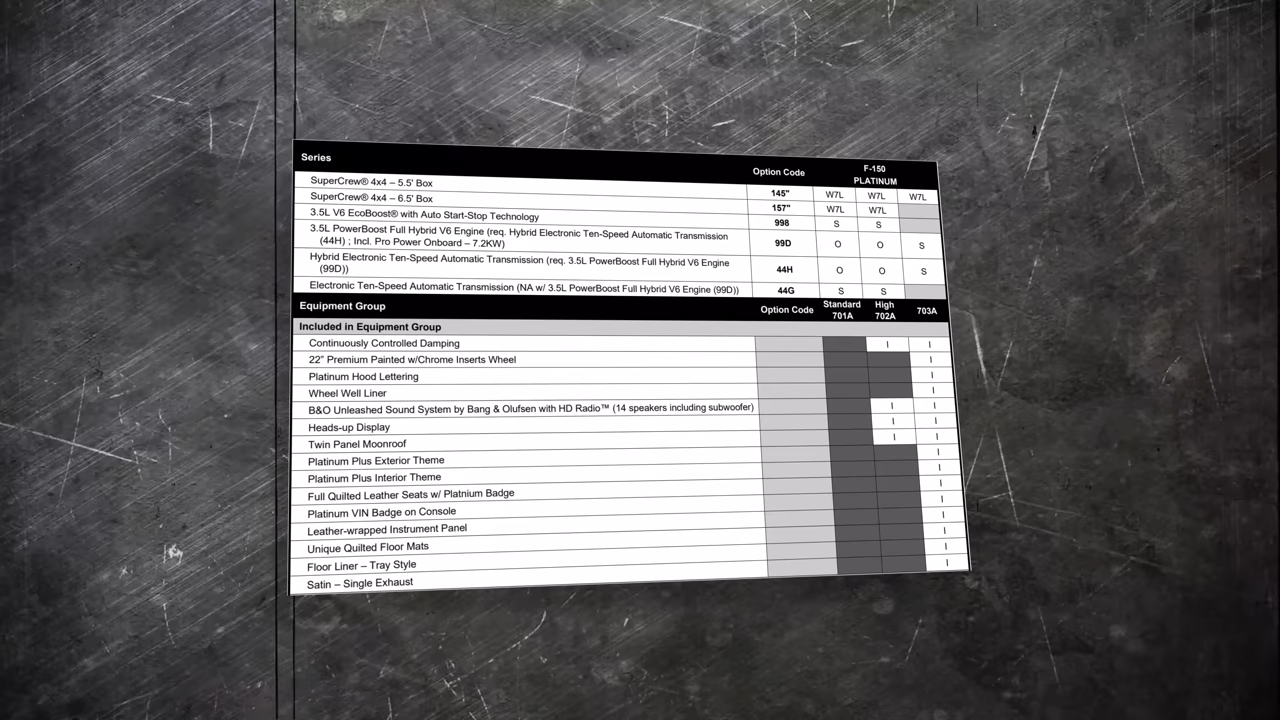 Series Option Code F-150 PLATINUM
SuperCrew® 4x4 – 5.5' Box 145" W7L W7L W7L
SuperCrew® 4x4 – 6.5' Box 157" W7L W7L
3.5L V6 EcoBoost® with Auto Start-Stop Technology 998 S S
3.5L PowerBoost Full Hybrid V6 Engine (req. Hybrid Electronic Ten-Speed Automatic Transmission
(44H) ; Incl. Pro Power Onboard – 7.2KW) 99D O O S
Hybrid Electronic Ten-Speed Automatic Transmission (req. 3.5L PowerBoost Full Hybrid V6 Engine
(99D)) 44H O O S
Electronic Ten-Speed Automatic Transmission (NA w/ 3.5L PowerBoost Full Hybrid V6 Engine (99D)) 44G S S
Equipment Group Option Code Standard 701A High 702A 703A
Included in Equipment Group
Continuously Controlled Damping I I
22" Premium Painted w/Chrome Inserts Wheel I
Platinum Hood Lettering I
Wheel Well Liner I
B&O Unleashed Sound System by Bang & Olufsen with HD Radio™ (14 speakers including subwoofer) I I
Heads-up Display I I
Twin Panel Moonroof I I
Platinum Plus Exterior Theme I
Platinum Plus Interior Theme I
Full Quilted Leather Seats w/ Platnium Badge I
Platinum VIN Badge on Console I
Leather-wrapped Instrument Panel I
Unique Quilted Floor Mats I
Floor Liner – Tray Style I
Satin – Single Exhaust I